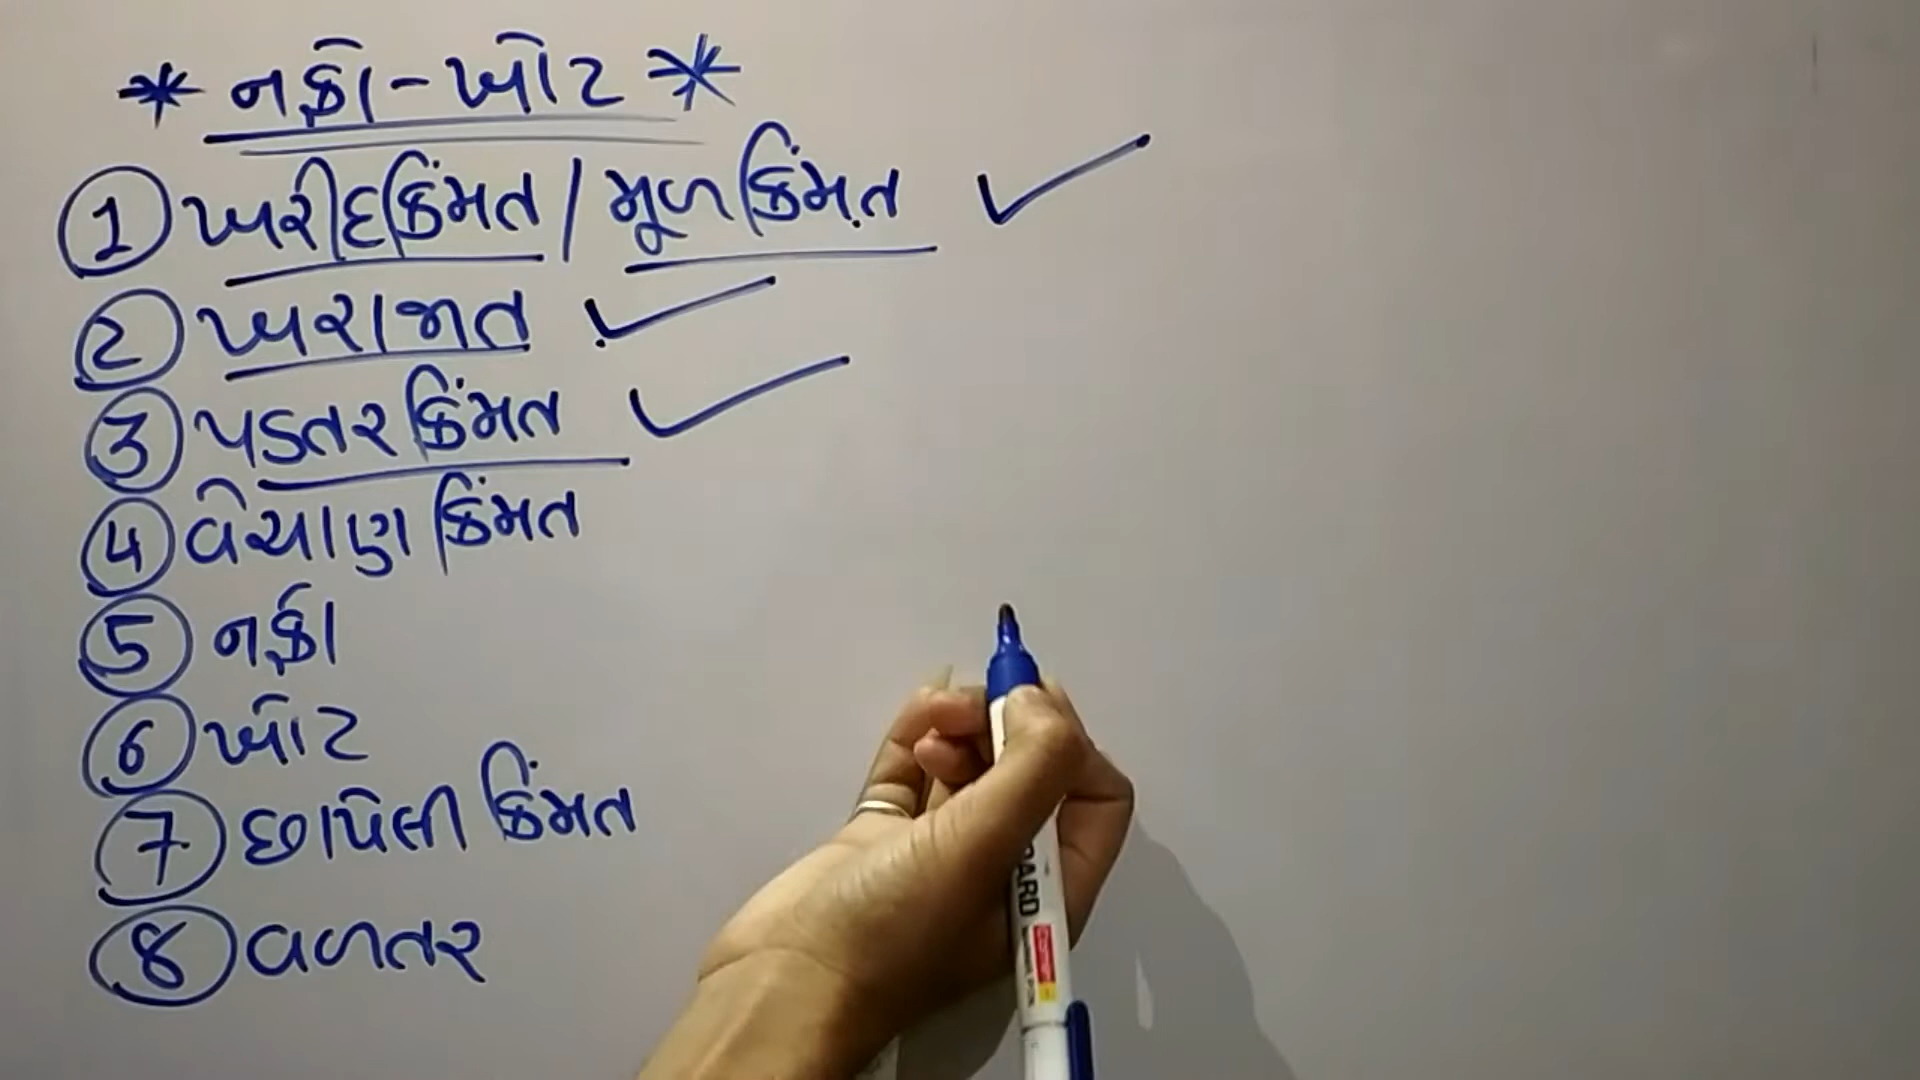 * નફો - ખોટ *
① ખરીદકિંમત / મૂળ કિંમત ✓
② ખરાજાત ✓
③ પડતર કિંમત ✓
④ વેચાણ કિંમત
⑤ નફો
⑥ ખોટ
⑦ છાપેલી કિંમત
⑧ વળતર